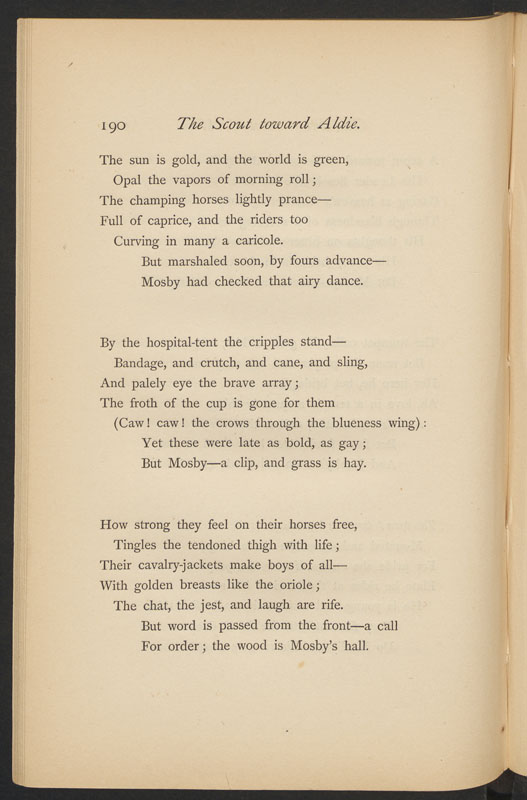 190 The Scout toward Aldie.
The sun is gold, and the world is green,
Opal the vapors of morning roll;
The champing horses lightly prance—
Full of caprice, and the riders too
Curving in many a caricole.
But marshaled soon, by fours advance—
Mosby had checked that airy dance.
By the hospital-tent the cripples stand—
Bandage, and crutch, and cane, and sling,
And palely eye the brave array;
The froth of the cup is gone for them
(Caw! caw! the crows through the blueness wing):
Yet these were late as bold, as gay;
But Mosby—a clip, and grass is hay.
How strong they feel on their horses free,
Tingles the tendoned thigh with life;
Their cavalry-jackets make boys of all—
With golden breasts like the oriole;
The chat, the jest, and laugh are rife.
But word is passed from the front—a call
For order; the wood is Mosby's hall.